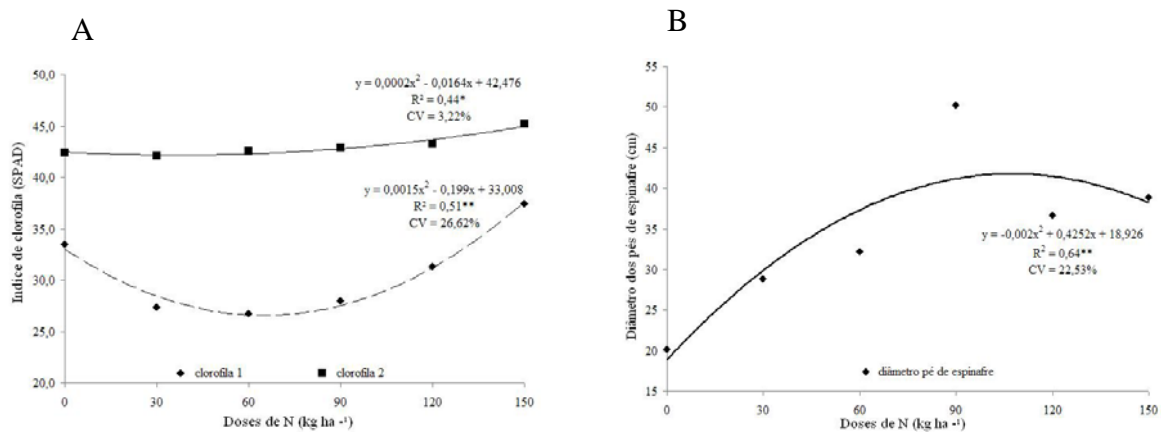 A
50,0
45,0
40,0
35,0
30,0
25,0
20,0
Indice de clorofila (SPAD)
y = 0,0002x² - 0,0164x + 42,476
R² = 0,44*
CV = 3,22%
y = 0,0015x² - 0,199x + 33,008
R² = 0,51**
CV = 26,62%
clorofila 1
clorofila 2
0 30 60 90 120 150
Doses de N (kg ha -¹)
B
55
50
45
40
35
30
25
20
15
Diâmetro dos pés de espinafre (cm)
y = -0,002x² + 0,4252x + 18,926
R² = 0,64**
CV = 22,53%
diâmetro pé de espinafre
0 30 60 90 120 150
Doses de N (kg ha -¹)